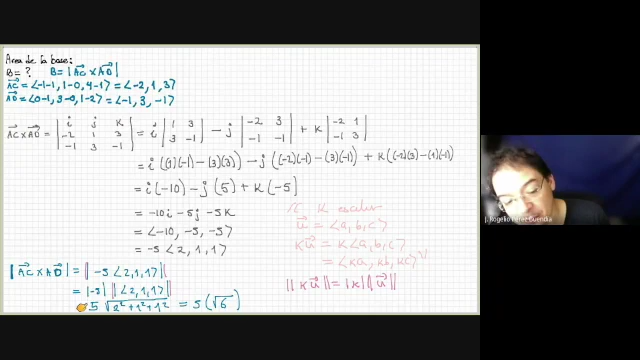 Area de la base:
B= ? B= |AC × AD|
AC = <-1-1, 1-0, 4-1> = <-2, 1, 3>
AD = <0-1, 3-0, 1-2> = <-1, 3, -1>
AC × AD = | i j k | = i | 1 3 | - j | -2 3 | + k | -2 1 |
| -2 1 3 | | 3 -1 | | -1 -1 | | -1 3 |
| -1 3 -1 |
= i ((1)(-1) - (3)(3)) - j ((-2)(-1) - (3)(-1)) + k ((-2)(3) - (1)(-1))
= i (-10) - j (5) + k (-5)
= -10i - 5j - 5k
= <-10, -5, -5>
= -5 <2, 1, 1>
|AC × AD| = || -5 <2, 1, 1> ||
= |-5| || <2, 1, 1> ||
= 5 √2² + 1² + 1² = 5 (√6)
k escalar
u = <a, b, c>
k u = k <a, b, c>
= <ka, kb, kc>
|| k u || = |k| || u ||
J. Rogelio Pérez Buendía